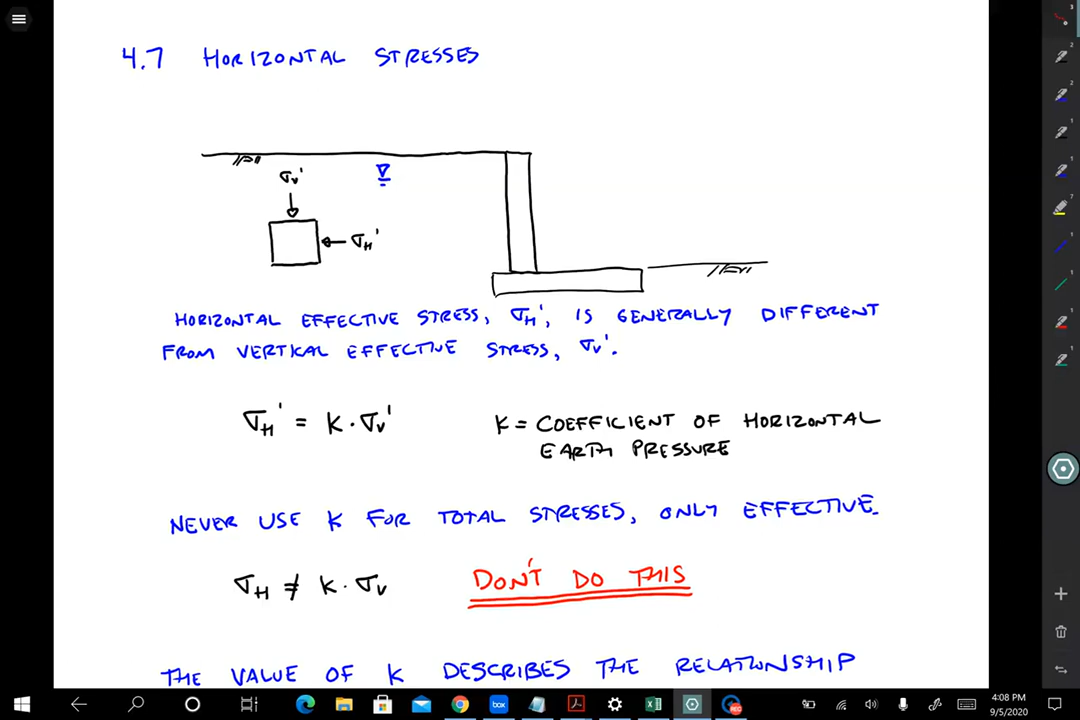 4.7 HORIZONTAL STRESSES
σv'
σH'
HORIZONTAL EFFECTIVE STRESS, σH', IS GENERALLY DIFFERENT
FROM VERTICAL EFFECTIVE STRESS, σv'.
σH' = K · σv' K = COEFFICIENT OF HORIZONTAL
EARTH PRESSURE
NEVER USE K FOR TOTAL STRESSES, ONLY EFFECTIVE.
σH ≠ K · σv DON'T DO THIS
THE VALUE OF K DESCRIBES THE RELATIONSHIP
box
REC
4:08 PM
9/5/2020